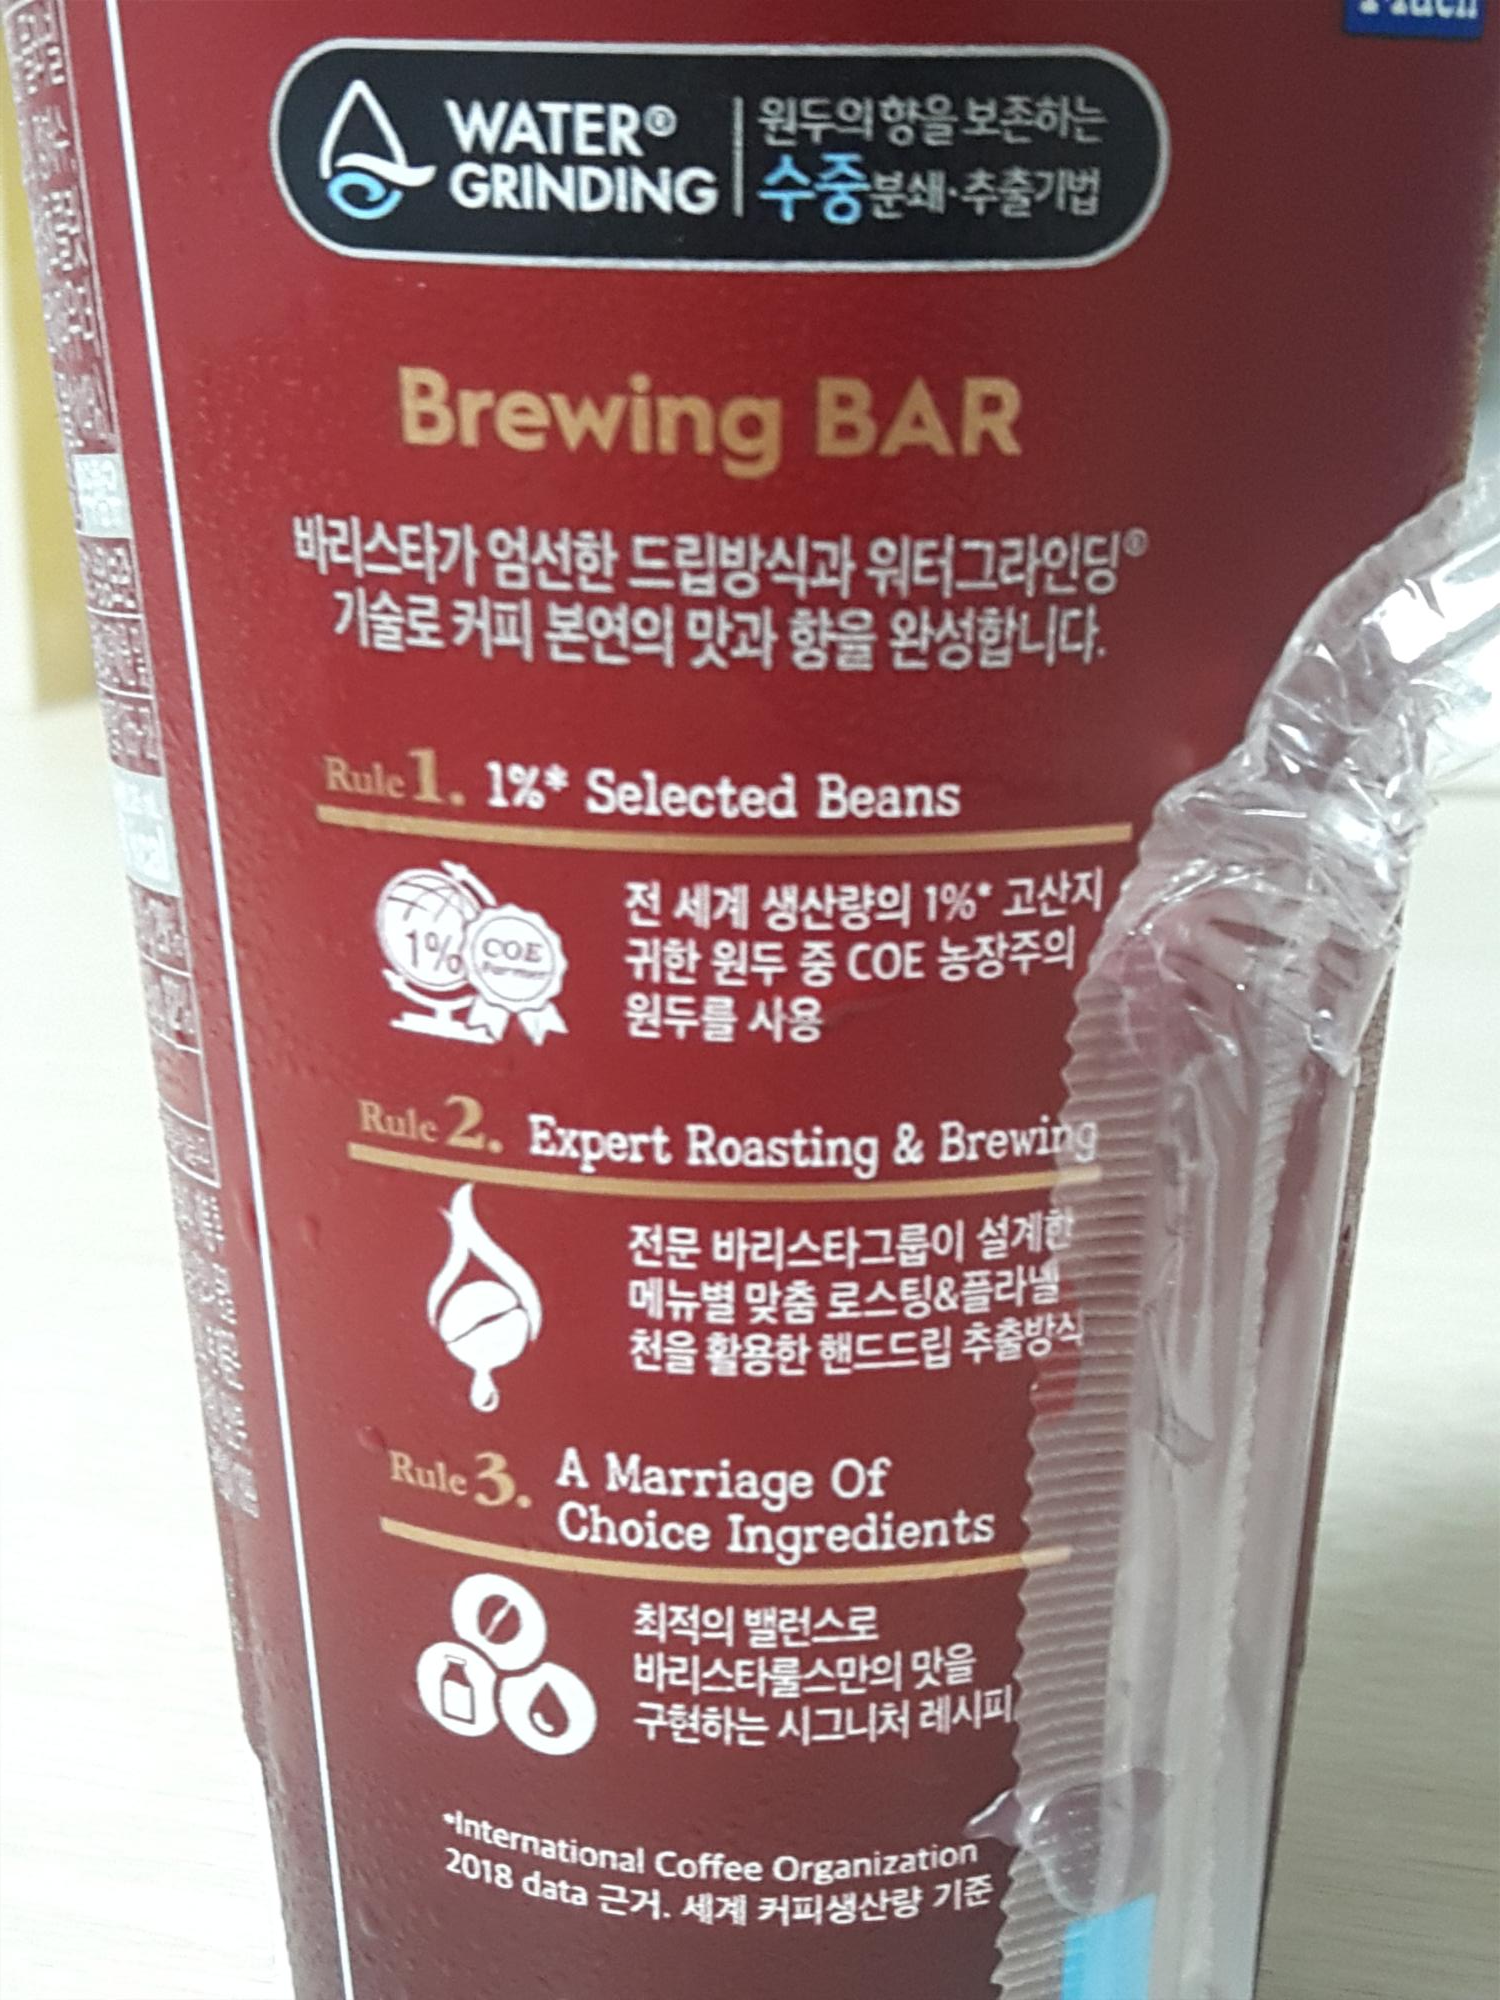 WATER®
GRINDING
원두의 향을 보존하는
수중분쇄·추출기법
Brewing BAR
바리스타가 엄선한 드립방식과 워터그라인딩®
기술로 커피 본연의 맛과 향을 완성합니다.
Rule 1. 1%* Selected Beans
1%
COE
Farmer
전 세계 생산량의 1%* 고산지
귀한 원두 중 COE 농장주의
원두를 사용
Rule 2. Expert Roasting & Brewing
전문 바리스타그룹이 설계한
메뉴별 맞춤 로스팅&플라넬
천을 활용한 핸드드립 추출방식
Rule 3. A Marriage Of
Choice Ingredients
최적의 밸런스로
바리스타룰스만의 맛을
구현하는 시그니처 레시피
*International Coffee Organization
2018 data 근거. 세계 커피생산량 기준